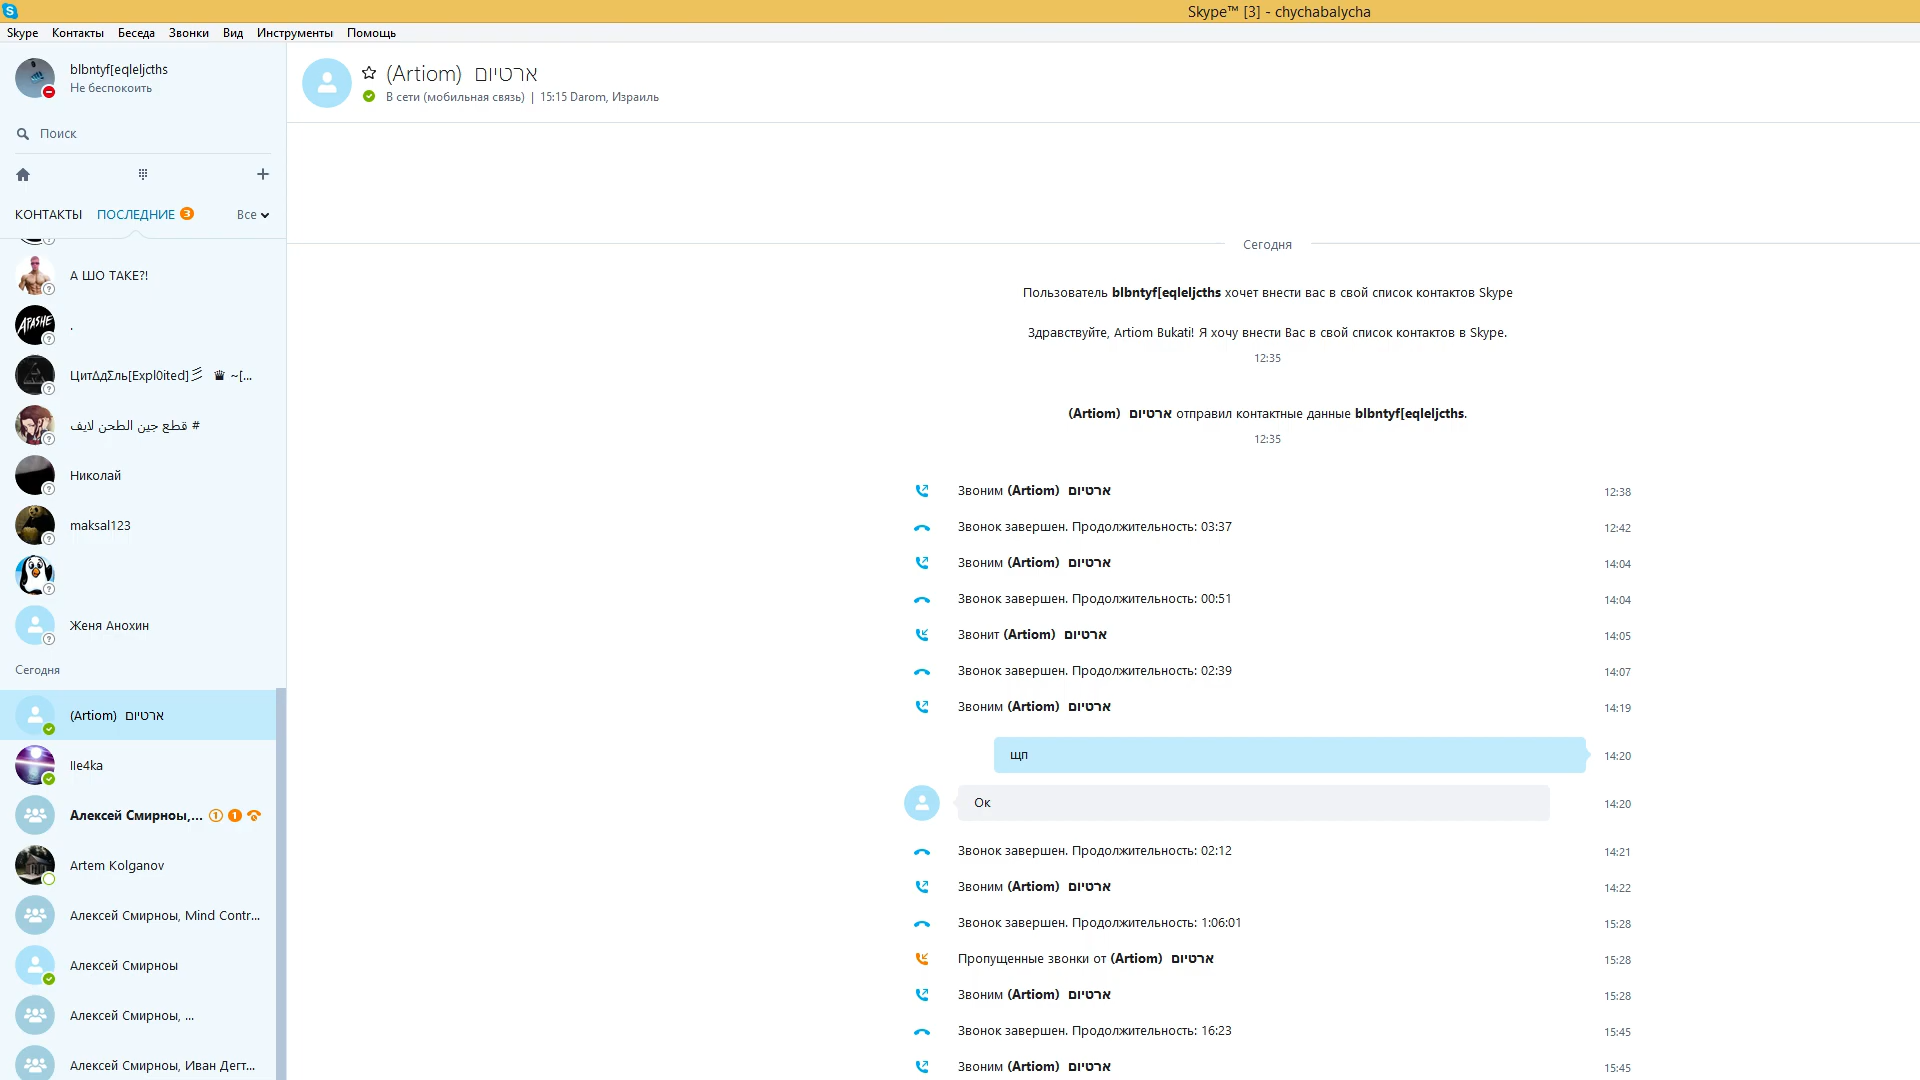 Skype™ [3] - chychabalycha
Skype Контакты Беседа Звонки Вид Инструменты Помощь
blbntyf[eqleljcths
Не беспокоить
Поиск
КОНТАКТЫ ПОСЛЕДНИЕ 3 Все
А ШО ТАКЕ?!
APASHE
.
ЦитΔдΣль[Expl0ited]彡 ♛ ~[...
# قطع جين الطحن لايف
Николай
maksal123
Женя Анохин
Сегодня
(Artiom) ארטיום
IIe4ka
Алексей Смирноы,... 1 1
Artem Kolganov
Алексей Смирноы, Mind Contr...
Алексей Смирноы
Алексей Смирноы, ...
Алексей Смирноы, Иван Дегт...
(Artiom) ארטיום
В сети (мобильная связь) | 15:15 Darom, Израиль
Сегодня
Пользователь blbntyf[eqleljcths хочет внести вас в свой список контактов Skype
Здравствуйте, Artiom Bukati! Я хочу внести Вас в свой список контактов в Skype.
12:35
(Artiom) ארטיום отправил контактные данные blbntyf[eqleljcths.
12:35
Звоним (Artiom) ארטיום 12:38
Звонок завершен. Продолжительность: 03:37 12:42
Звоним (Artiom) ארטיום 14:04
Звонок завершен. Продолжительность: 00:51 14:04
Звонит (Artiom) ארטיום 14:05
Звонок завершен. Продолжительность: 02:39 14:07
Звоним (Artiom) ארטיום 14:19
щп 14:20
Ок 14:20
Звонок завершен. Продолжительность: 02:12 14:21
Звоним (Artiom) ארטיום 14:22
Звонок завершен. Продолжительность: 1:06:01 15:28
Пропущенные звонки от (Artiom) ארטיום 15:28
Звоним (Artiom) ארטיום 15:28
Звонок завершен. Продолжительность: 16:23 15:45
Звоним (Artiom) ארטיום 15:45